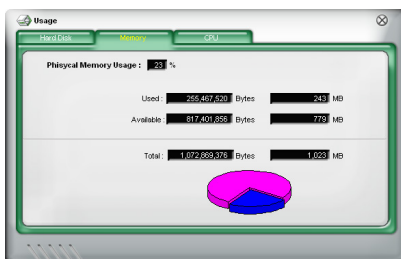 Usage
Hard Disk Memory CPU
Phisycal Memory Usage : 23 %
Used : 255,467,520 Bytes 243 MB
Available : 817,401,856 Bytes 779 MB
Total : 1,072,869,376 Bytes 1,023 MB